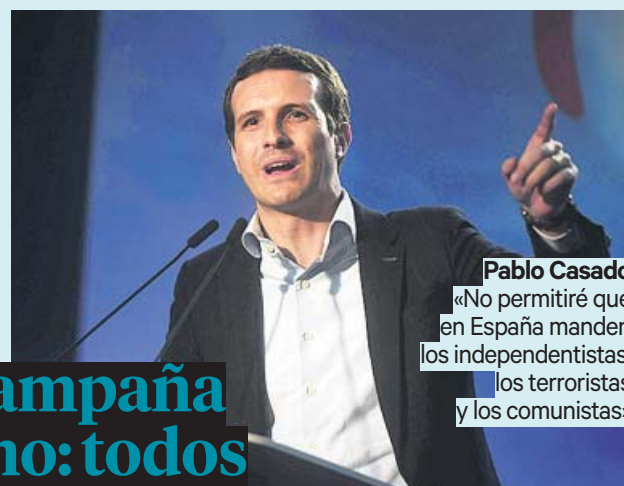 Pablo Casado
«No permitiré que
en España manden
los independentistas
los terroristas
y los comunistas»
ampaña
no: todos